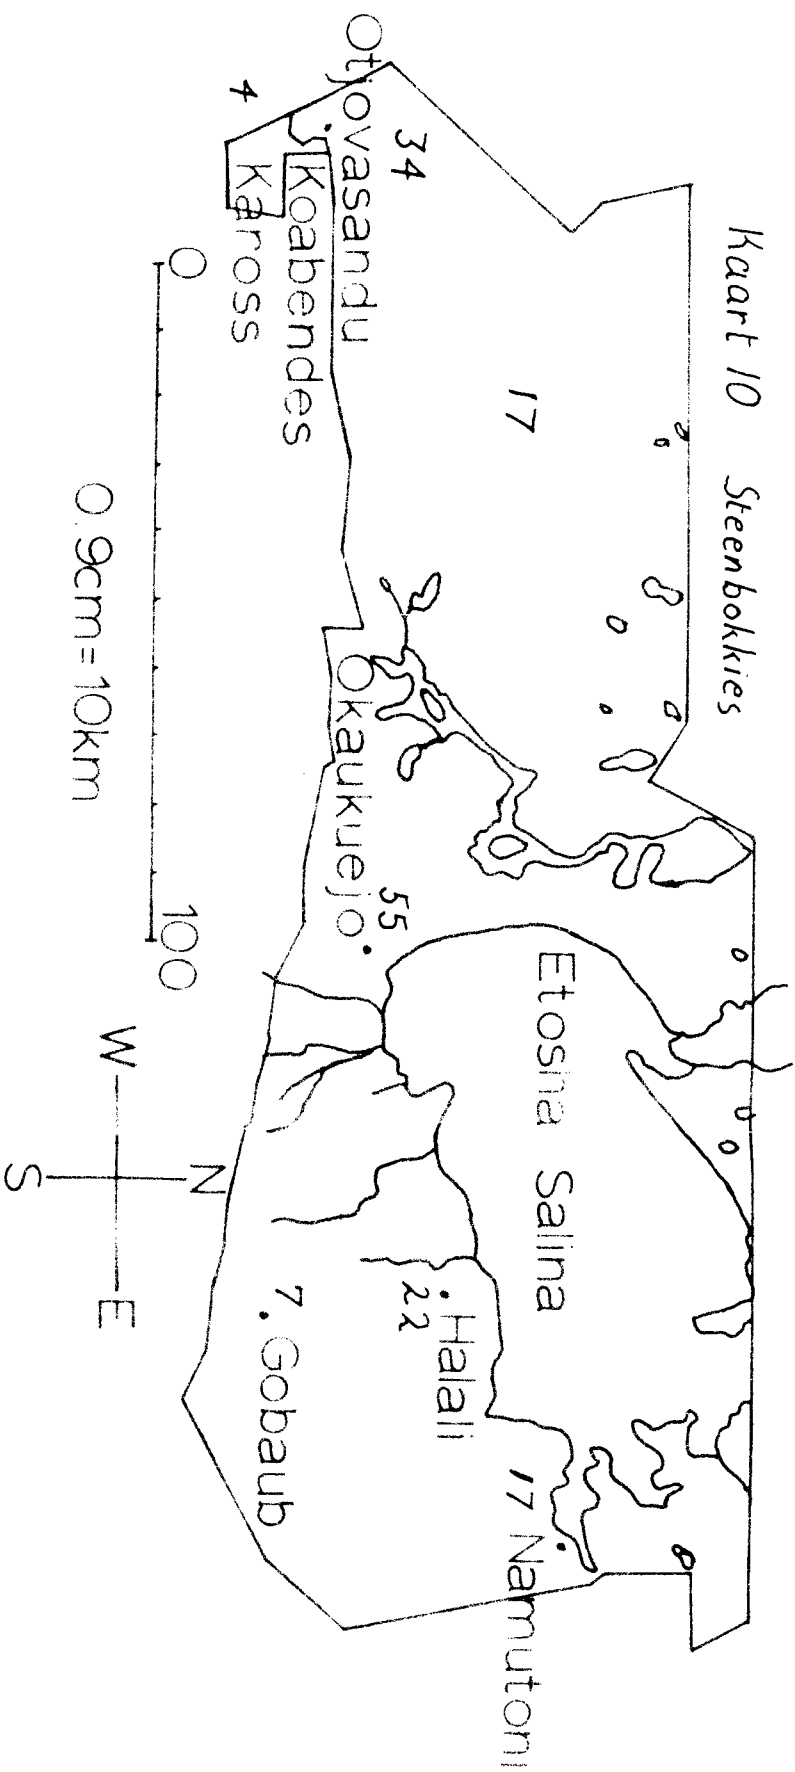 Kaart 10 Steenbokkies
17
34
Otjovasandu
4
Koabendes
Kaross
Okaukuejo
55
Etosha Salina
Halali
22
7
Gobaub
17
Namutoni
0
100
0.9cm=10km
N
W
E
S